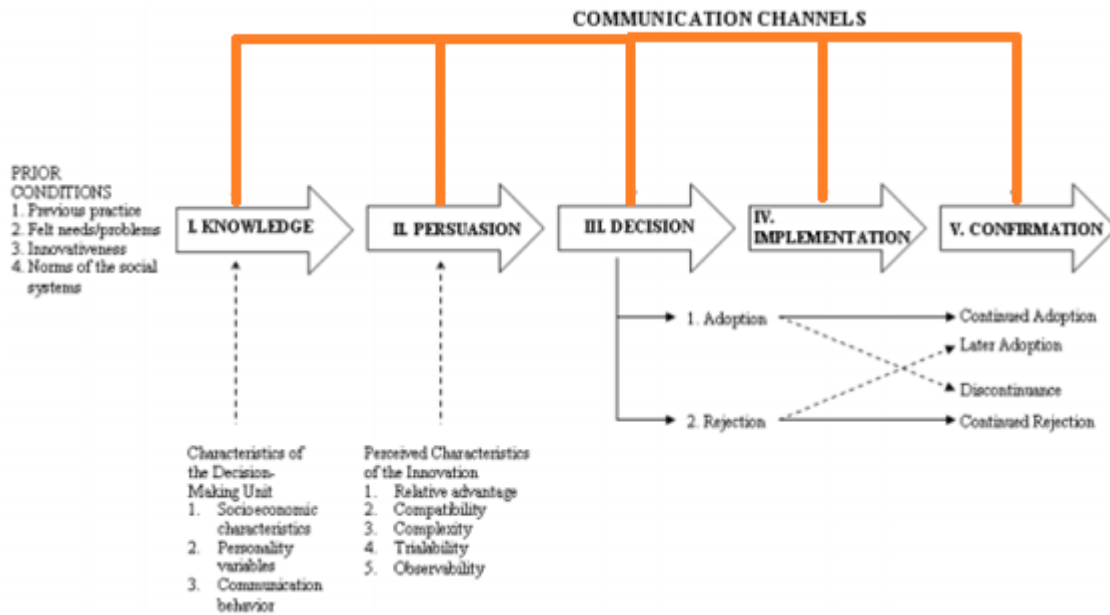 COMMUNICATION CHANNELS
PRIOR
CONDITIONS
1. Previous practice
2. Felt needs/problems
3. Innovativeness
4. Norms of the social
systems
I. KNOWLEDGE
II. PERSUASION
III. DECISION
IV.
IMPLEMENTATION
V. CONFIRMATION
1. Adoption
2. Rejection
Continued Adoption
Later Adoption
Discontinuance
Continued Rejection
Characteristics of
the Decision-
Making Unit
1. Socioeconomic
characteristics
2. Personality
variables
3. Communication
behavior
Perceived Characteristics
of the Innovation
1. Relative advantage
2. Compatibility
3. Complexity
4. Trialability
5. Observability